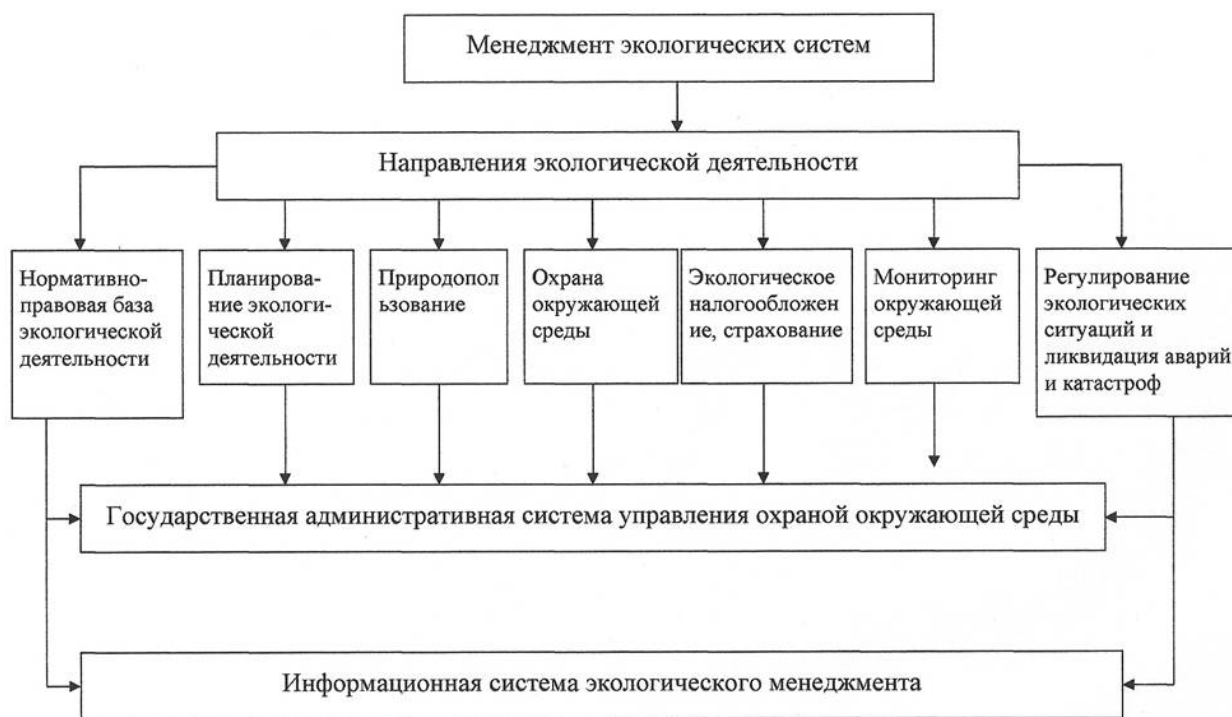 Менеджмент экологических систем
Направления экологической деятельности
Нормативно-
правовая база
экологической
деятельности
Планирова-
ние экологи-
ческой
деятельности
Природопол
ьзование
Охрана
окружающей
среды
Экологическое
налогообложен
ие, страхование
Мониторинг
окружающей
среды
Регулирование
экологических
ситуаций и
ликвидация аварий
и катастроф
Государственная административная система управления охраной окружающей среды
Информационная система экологического менеджмента